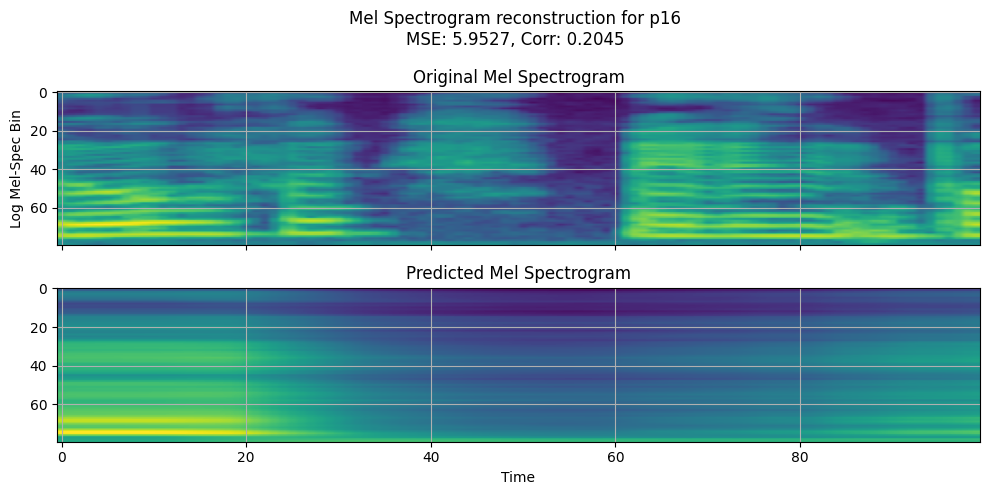 Mel Spectrogram reconstruction for p16
MSE: 5.9527, Corr: 0.2045
Original Mel Spectrogram
Log Mel-Spec Bin
0
20
40
60
Predicted Mel Spectrogram
0
20
40
60
0 20 40 60 80
Time